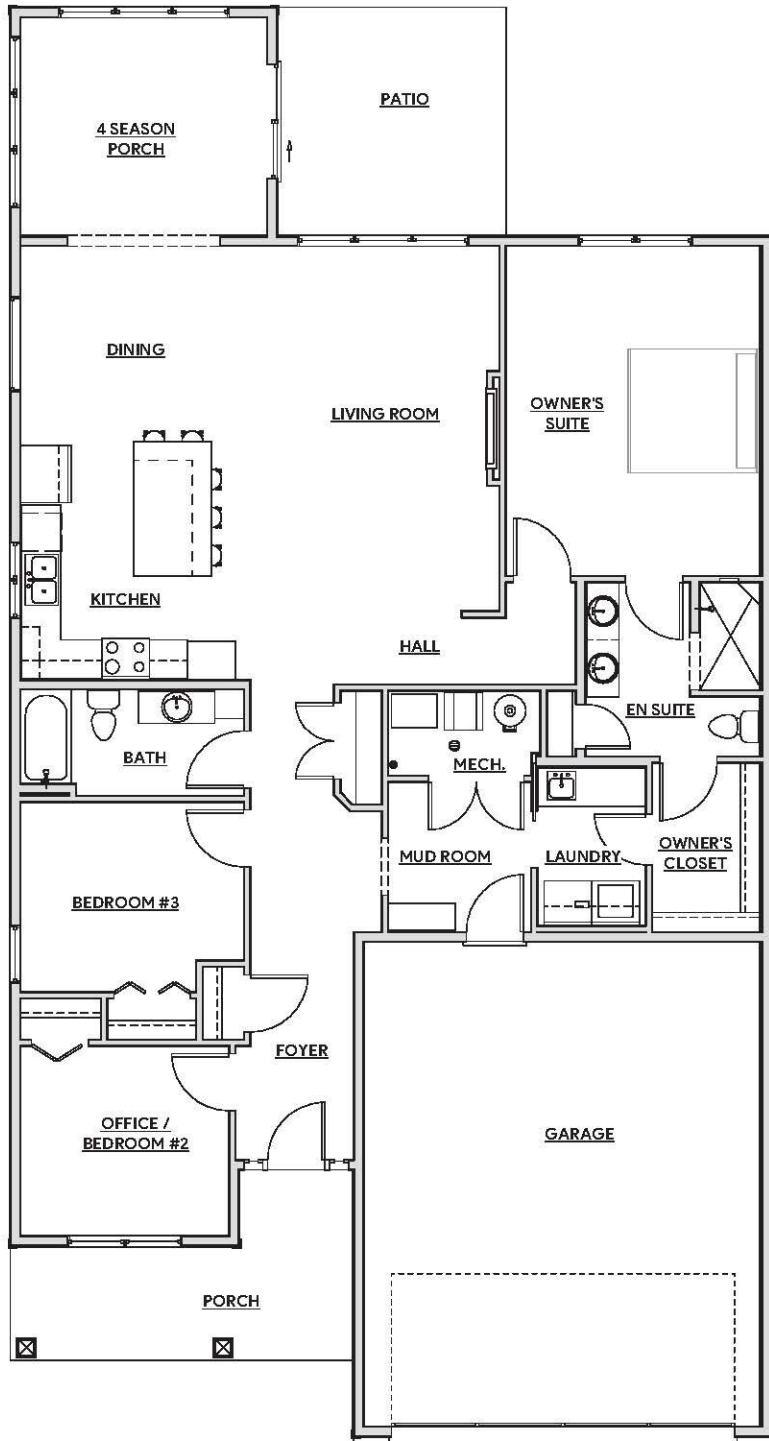 4 SEASON
PORCH
PATIO
DINING
LIVING ROOM
OWNER'S
SUITE
KITCHEN
HALL
EN SUITE
BATH
MECH.
MUD ROOM
LAUNDRY
OWNER'S
CLOSET
BEDROOM #3
FOYER
OFFICE /
BEDROOM #2
GARAGE
PORCH